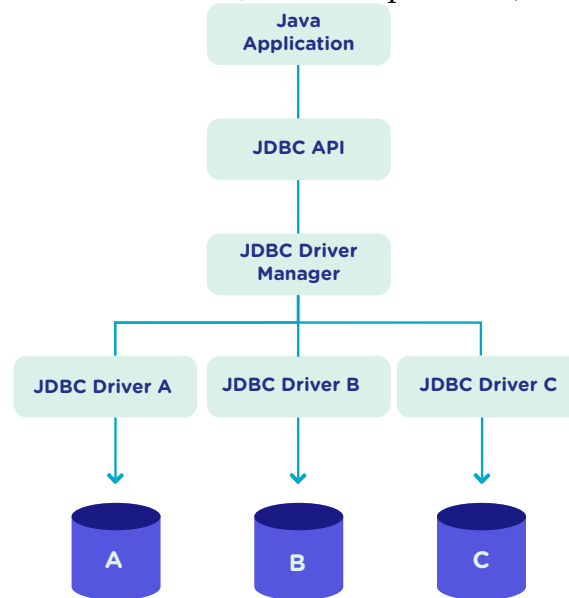 Java
Application
JDBC API
JDBC Driver
Manager
JDBC Driver A
JDBC Driver B
JDBC Driver C
A
B
C